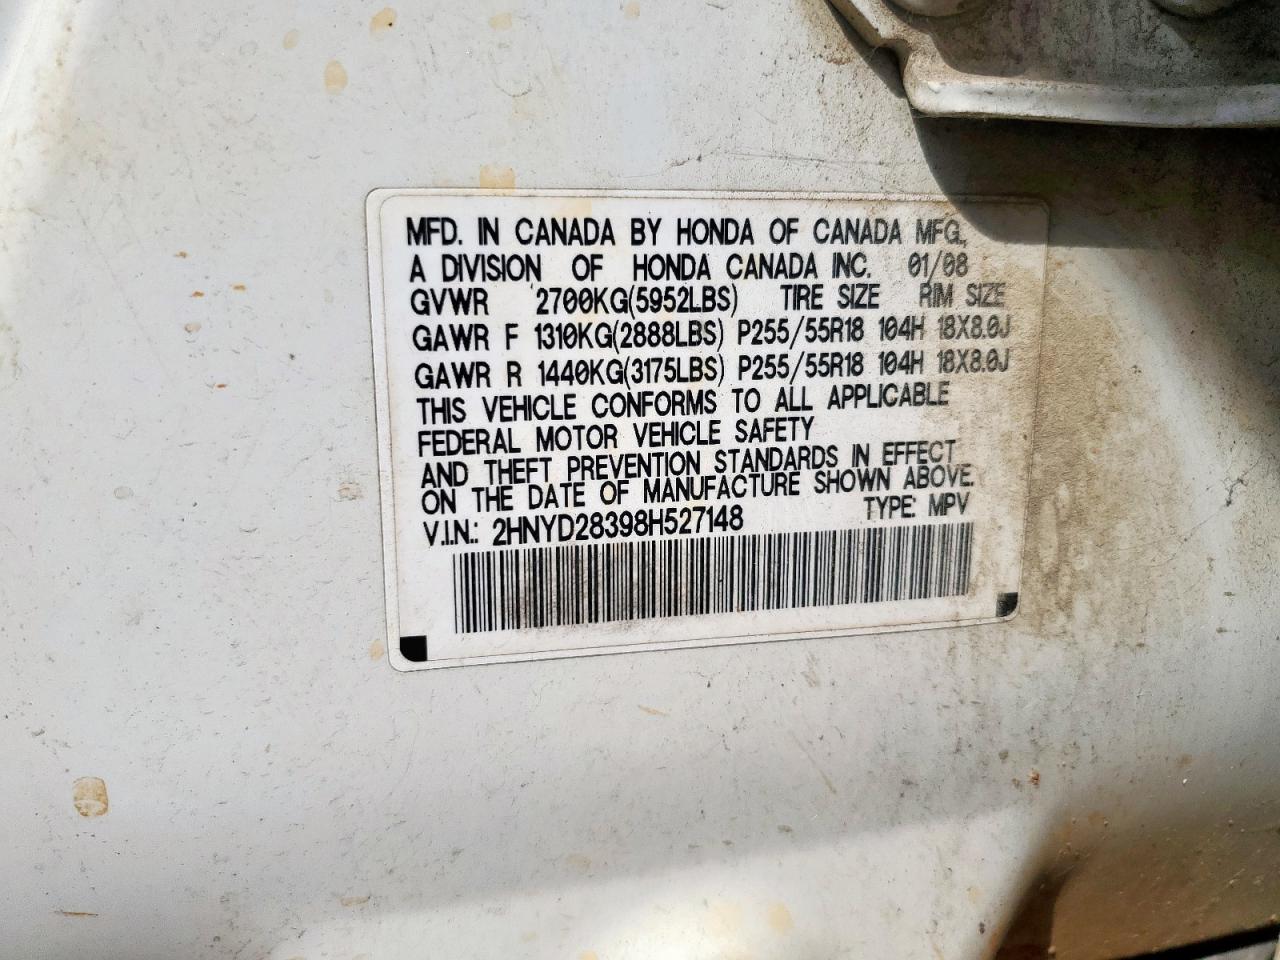 MFD. IN CANADA BY HONDA OF CANADA MFG.,
A DIVISION OF HONDA CANADA INC. 01/08
GVWR 2700KG(5952LBS) TIRE SIZE RIM SIZE
GAWR F 1310KG(2888LBS) P255/55R18 104H 18X8.0J
GAWR R 1440KG(3175LBS) P255/55R18 104H 18X8.0J
THIS VEHICLE CONFORMS TO ALL APPLICABLE
FEDERAL MOTOR VEHICLE SAFETY
AND THEFT PREVENTION STANDARDS IN EFFECT
ON THE DATE OF MANUFACTURE SHOWN ABOVE.
V.I.N.: 2HNYD28398H527148 TYPE: MPV